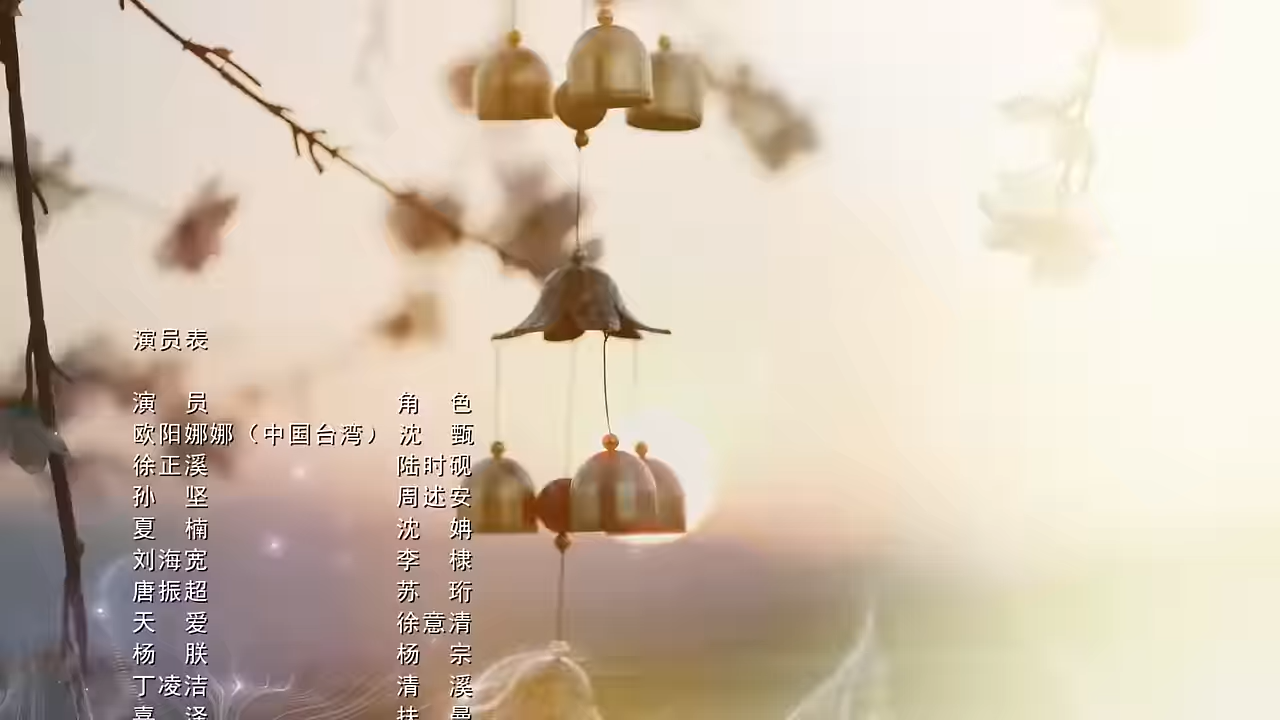 演员表
演 员 角 色
欧阳娜娜（中国台湾） 沈 甄
徐正溪 陆时砚
孙 坚 周述安
夏 楠 沈 婻
刘海宽 李 棣
唐振超 苏 珩
天 爱 徐意清
杨 肤 杨 宗
丁凌洁 清 溪